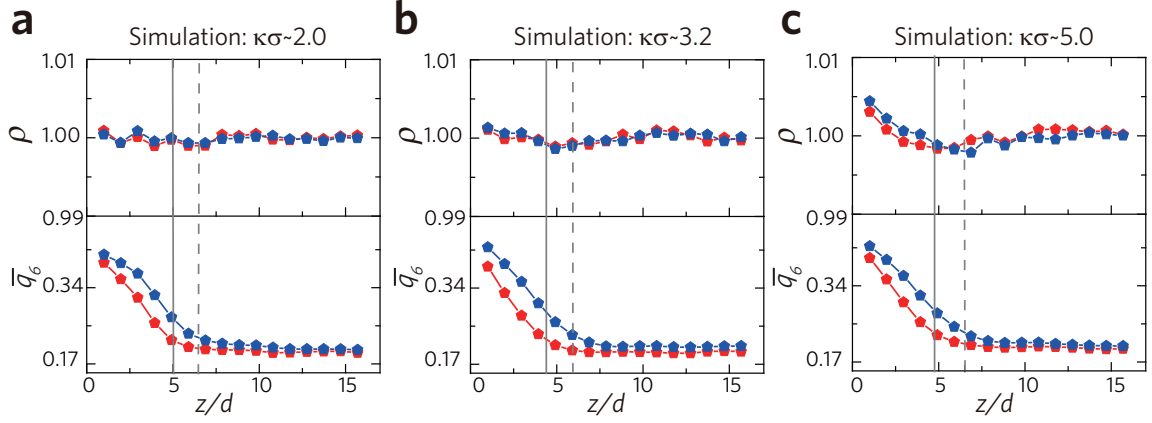 a
Simulation: κσ~2.0
1.01
ρ
1.00
0.99
q̅₆
0.34
0.17
0 5 10 15
z/d
b
Simulation: κσ~3.2
1.01
ρ
1.00
0.99
q̅₆
0.34
0.17
0 5 10 15
z/d
c
Simulation: κσ~5.0
1.01
ρ
1.00
0.99
q̅₆
0.34
0.17
0 5 10 15
z/d